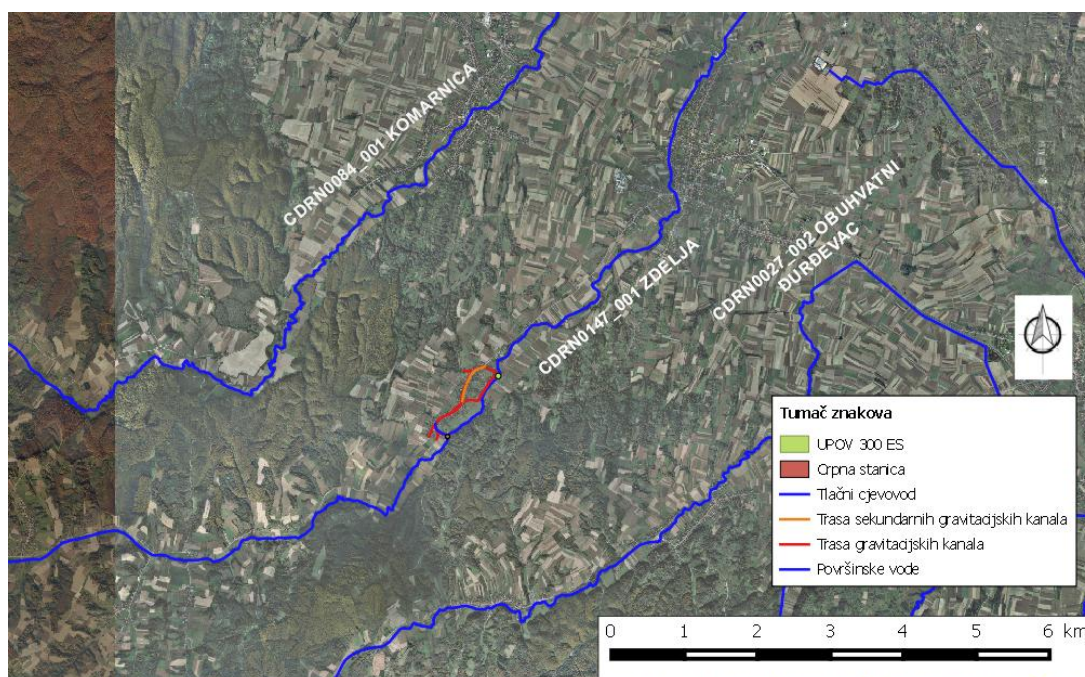 CDRN0084_001 KOMARNICA
CDRN0147_001 ZDELJA
CDRN0027_002 OBUHVATNI
ĐURĐEVAC
Tumač znakova
UPOV 300 ES
Crpna stanica
Tlačni cjevovod
Trasa sekundarnih gravitacijskih kanala
Trasa gravitacijskih kanala
Površinske vode
0 1 2 3 4 5 6 km